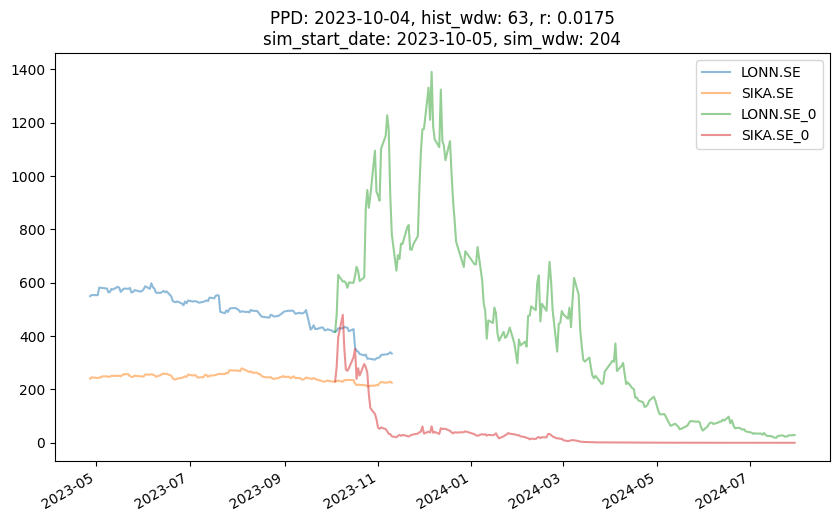 PPD: 2023-10-04, hist_wdw: 63, r: 0.0175
sim_start_date: 2023-10-05, sim_wdw: 204
1400
1200
1000
800
600
400
200
0
LONN.SE
SIKA.SE
LONN.SE_0
SIKA.SE_0
2023-05
2023-07
2023-09
2023-11
2024-01
2024-03
2024-05
2024-07